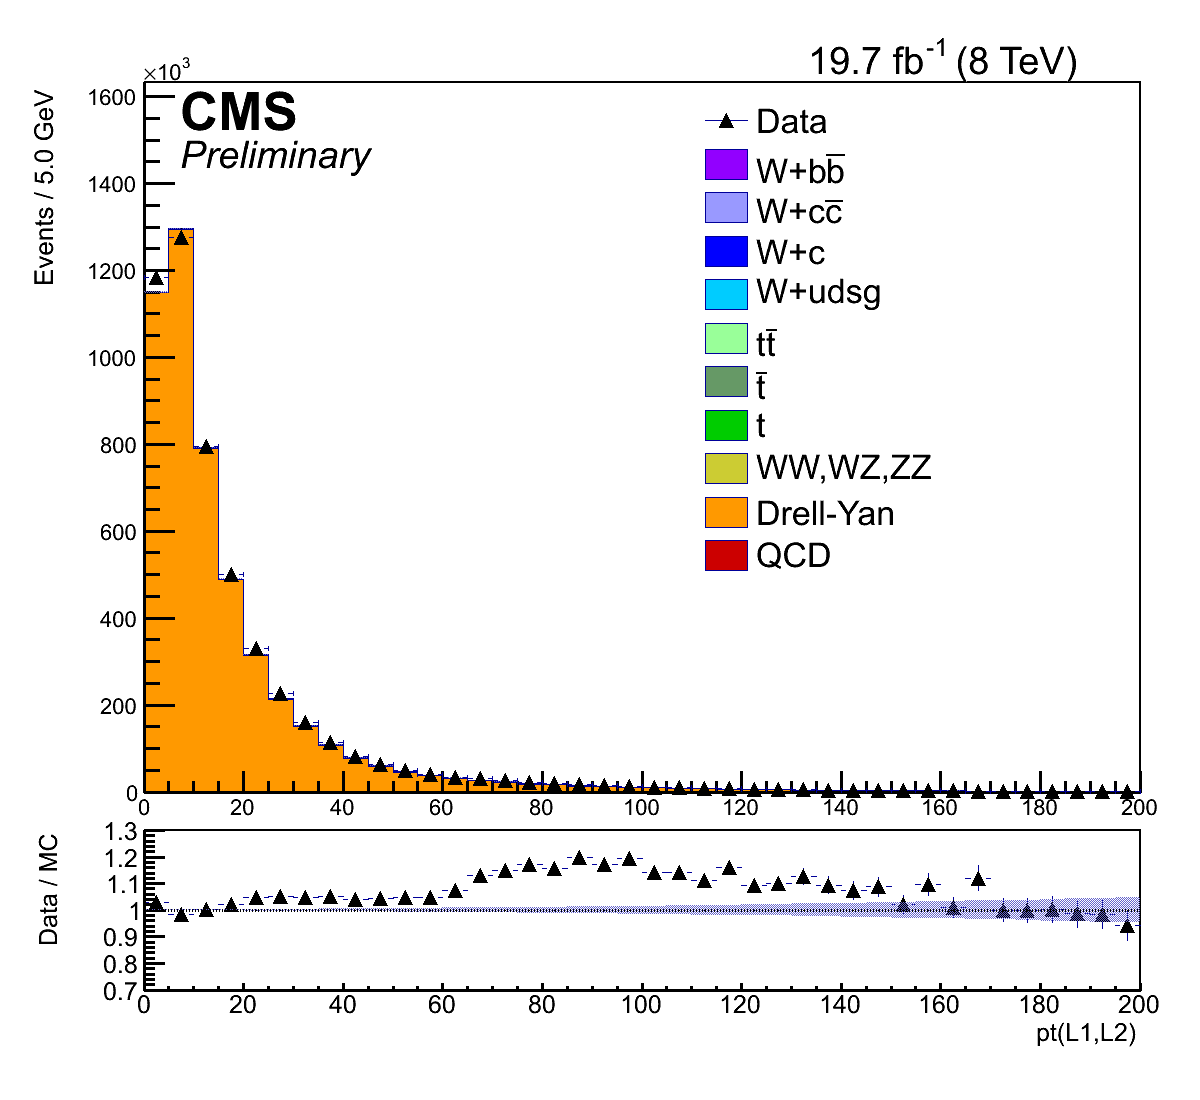 19.7 fb⁻¹ (8 TeV)
×10³
CMS
Preliminary
Events / 5.0 GeV
1600
1400
1200
1000
800
600
400
200
0
Data
W+bb̅
W+cc̅
W+c
W+udsg
tt̅
t̅
t
WW,WZ,ZZ
Drell-Yan
QCD
0 20 40 60 80 100 120 140 160 180 200
Data / MC
1.3
1.2
1.1
1
0.9
0.8
0.7
0 20 40 60 80 100 120 140 160 180 200
pt(L1,L2)